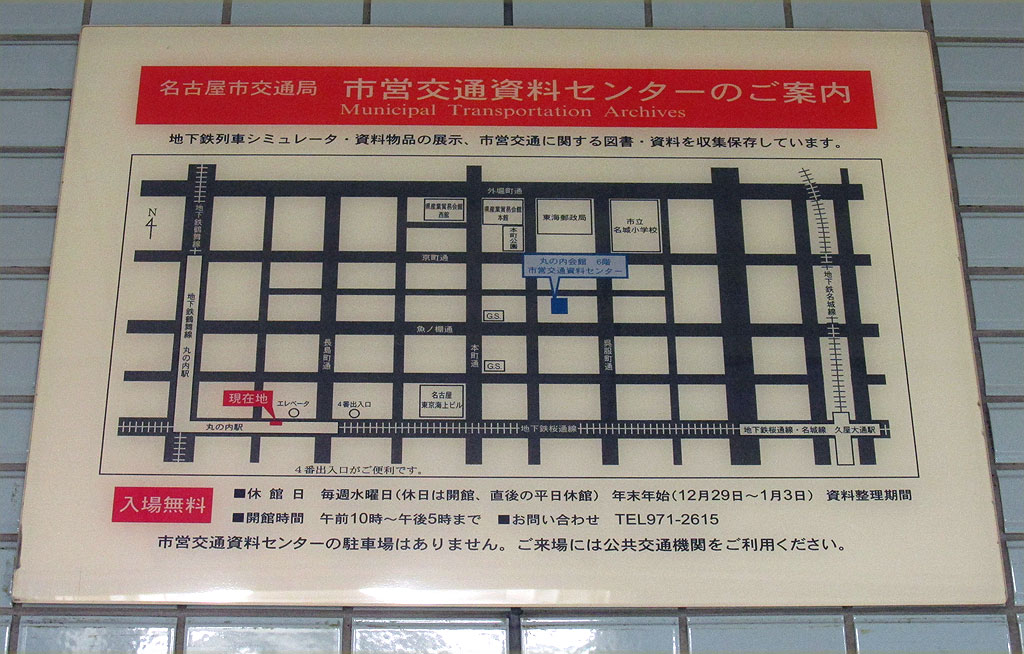 名古屋市交通局 市営交通資料センターのご案内
Municipal Transportation Archives
地下鉄列車シミュレータ・資料物品の展示、市営交通に関する図書・資料を収集保存しています。
N
外堀町通
地下鉄鶴舞線
県産業貿易会館
西館
県産業貿易会館
本館
本町公園
東海郵政局
市立
名城小学校
京町通
丸の内会館 6階
市営交通資料センター
地下鉄名城線
地下鉄鶴舞線 丸の内駅
G.S.
魚ノ棚通
長島町通
本町通
呉服町通
G.S.
現在地
エレベータ
4番出入口
名古屋
東京海上ビル
丸の内駅
地下鉄桜通線
地下鉄桜通線・名城線 久屋大通駅
4番出入口がご便利です。
入場無料
■休館日 毎週水曜日(休日は開館、直後の平日休館) 年末年始(12月29日~1月3日) 資料整理期間
■開館時間 午前10時~午後5時まで ■お問い合わせ TEL971-2615
市営交通資料センターの駐車場はありません。ご来場には公共交通機関をご利用ください。